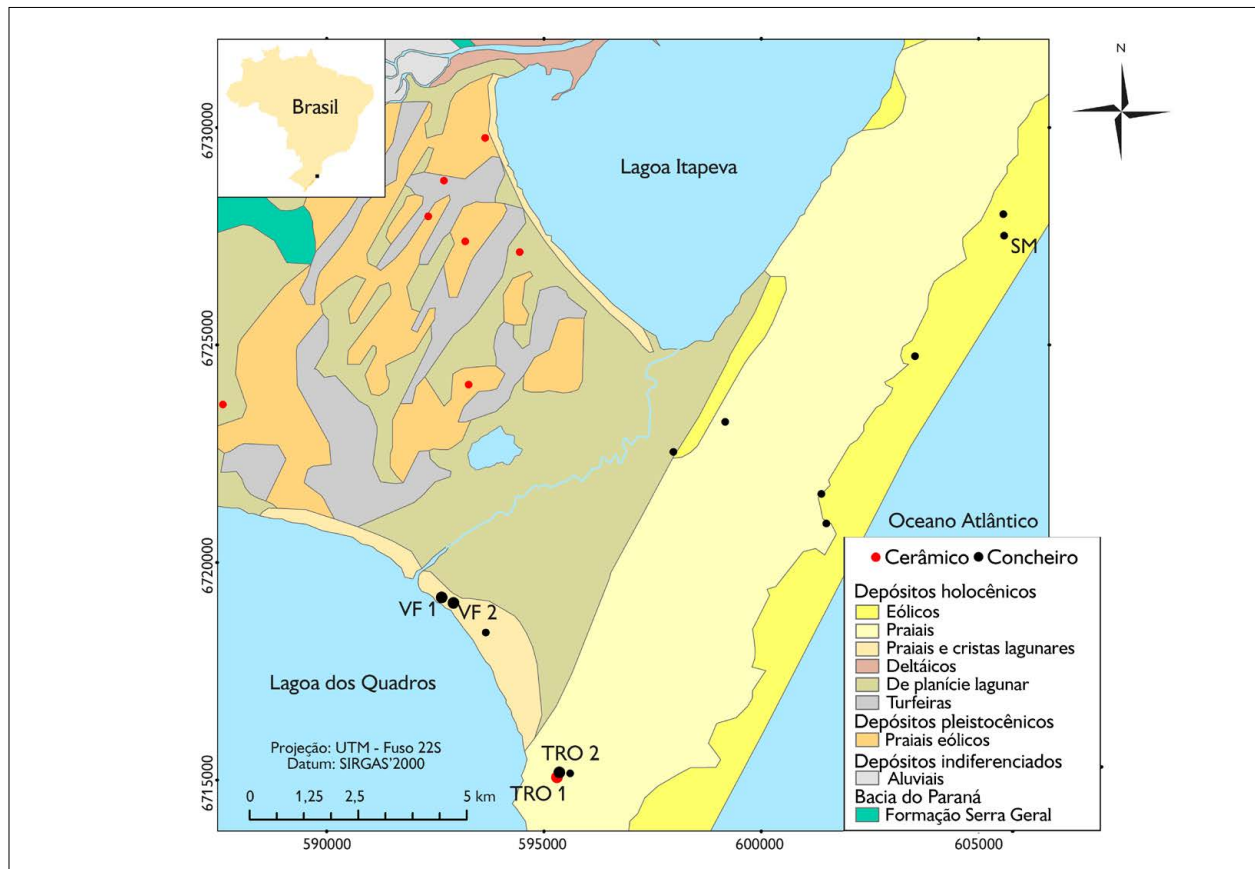 N
Brasil
6730000
6725000
6720000
6715000
Lagoa Itapeva
SM
Oceano Atlântico
VF 1
VF 2
Lagoa dos Quadros
TRO 2
TRO 1
Projeção: UTM - Fuso 22S
Datum: SIRGAS'2000
0 1,25 2,5 5 km
590000 595000 600000 605000
Cerâmico Concheiro
Depósitos holocênicos
Eólicos
Praiais
Praiais e cristas lagunares
Deltáicos
De planície lagunar
Turfeiras
Depósitos pleistocênicos
Praiais eólicos
Depósitos indiferenciados
Aluviais
Bacia do Paraná
Formação Serra Geral